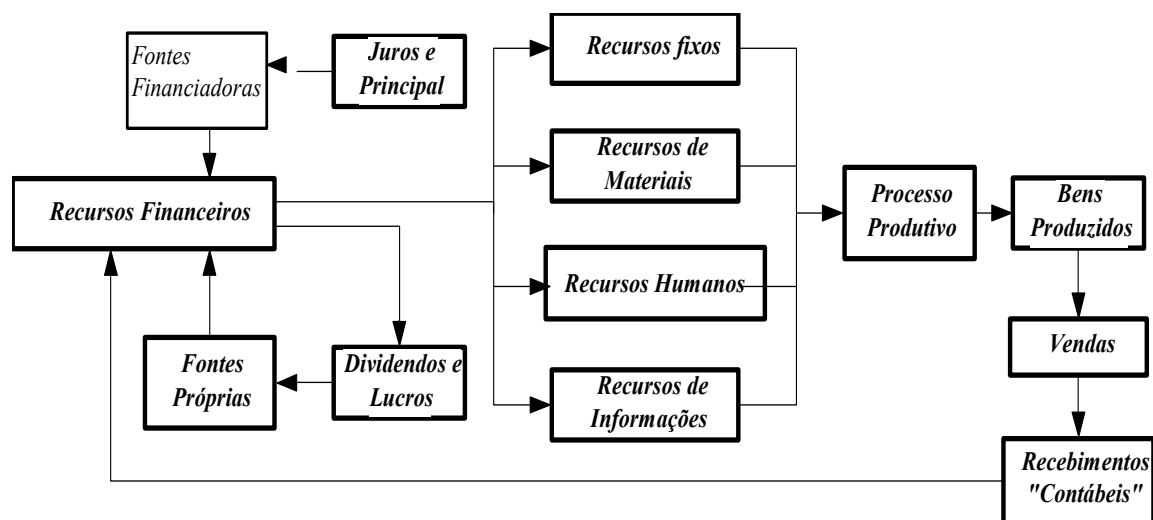 Fontes
Financiadoras
Juros e
Principal
Recursos fixos
Recursos de
Materiais
Recursos Financeiros
Processo
Produtivo
Bens
Produzidos
Recursos Humanos
Fontes
Próprias
Dividendos e
Lucros
Vendas
Recursos de
Informações
Recebimentos
"Contábeis"